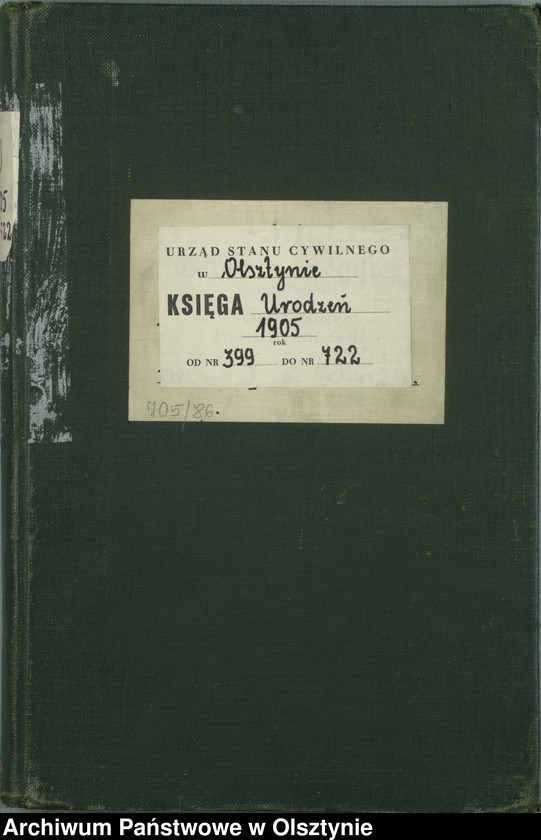 URZĄD STANU CYWILNEGO
w Olsztynie
KSIĘGA Urodzeń
1905
rok
OD NR 399 DO NR 722
705/86.
Archiwum Państwowe w Olsztynie